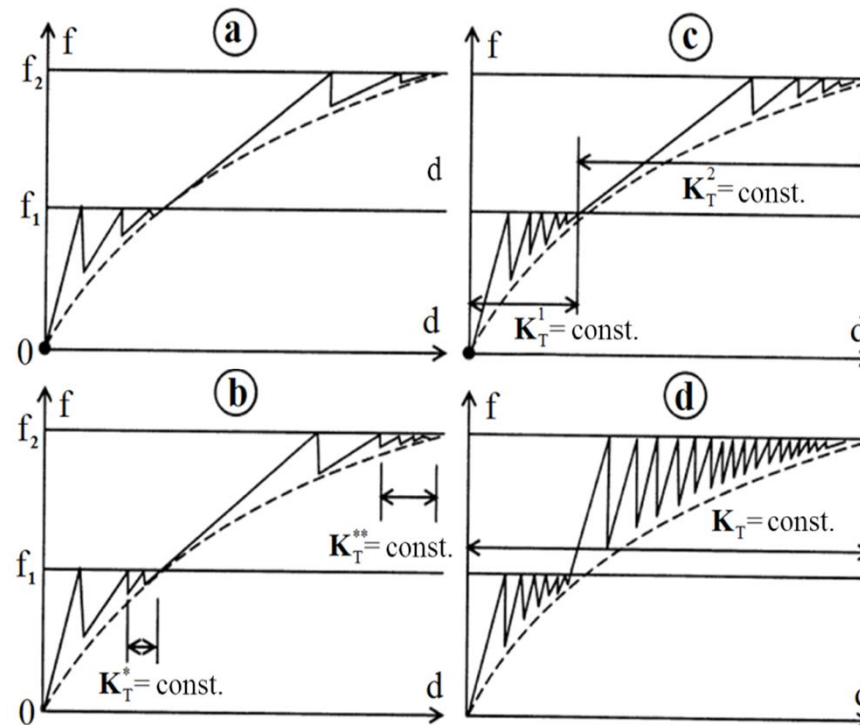 a
f
f₂
f₁
0
d
d
c
K_T^2 = const.
K_T^1 = const.
d
b
f
f₂
f₁
0
K_T^** = const.
K_T^* = const.
d
d
f
K_T = const.